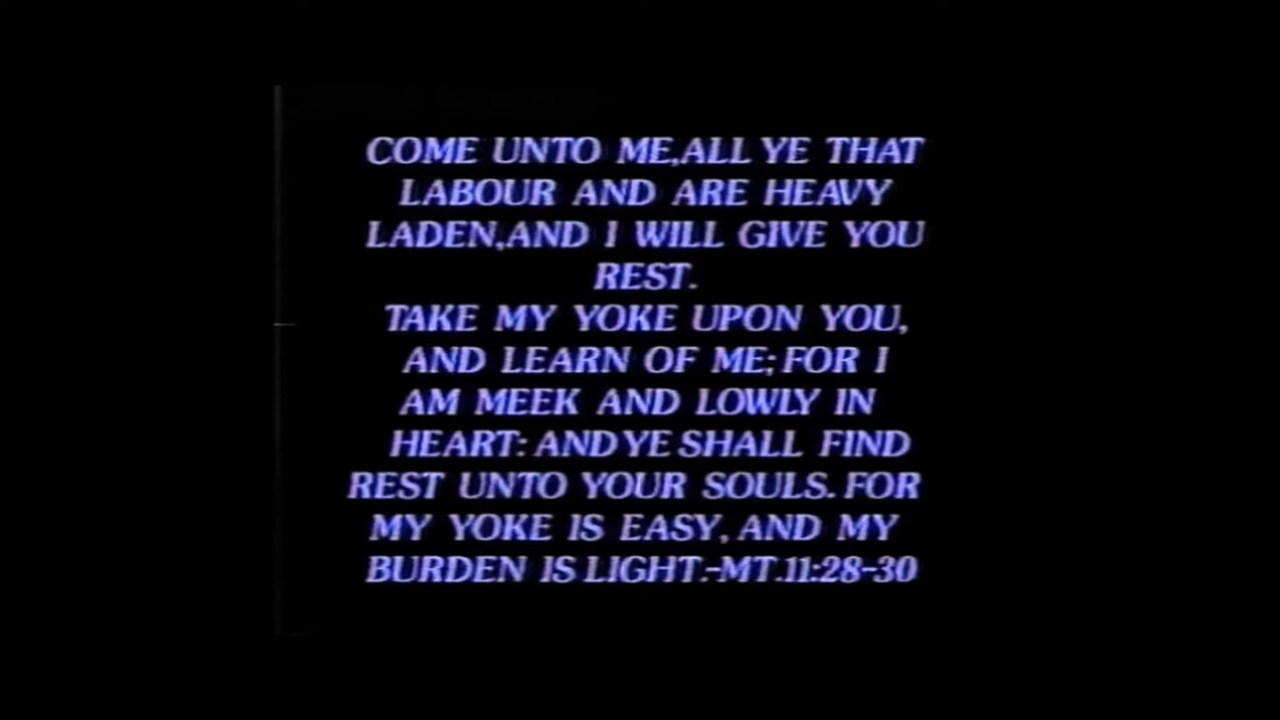 COME UNTO ME,ALL YE THAT
LABOUR AND ARE HEAVY
LADEN,AND I WILL GIVE YOU
REST.
TAKE MY YOKE UPON YOU,
AND LEARN OF ME; FOR I
AM MEEK AND LOWLY IN
HEART: AND YE SHALL FIND
REST UNTO YOUR SOULS. FOR
MY YOKE IS EASY, AND MY
BURDEN IS LIGHT.-MT.11:28-30